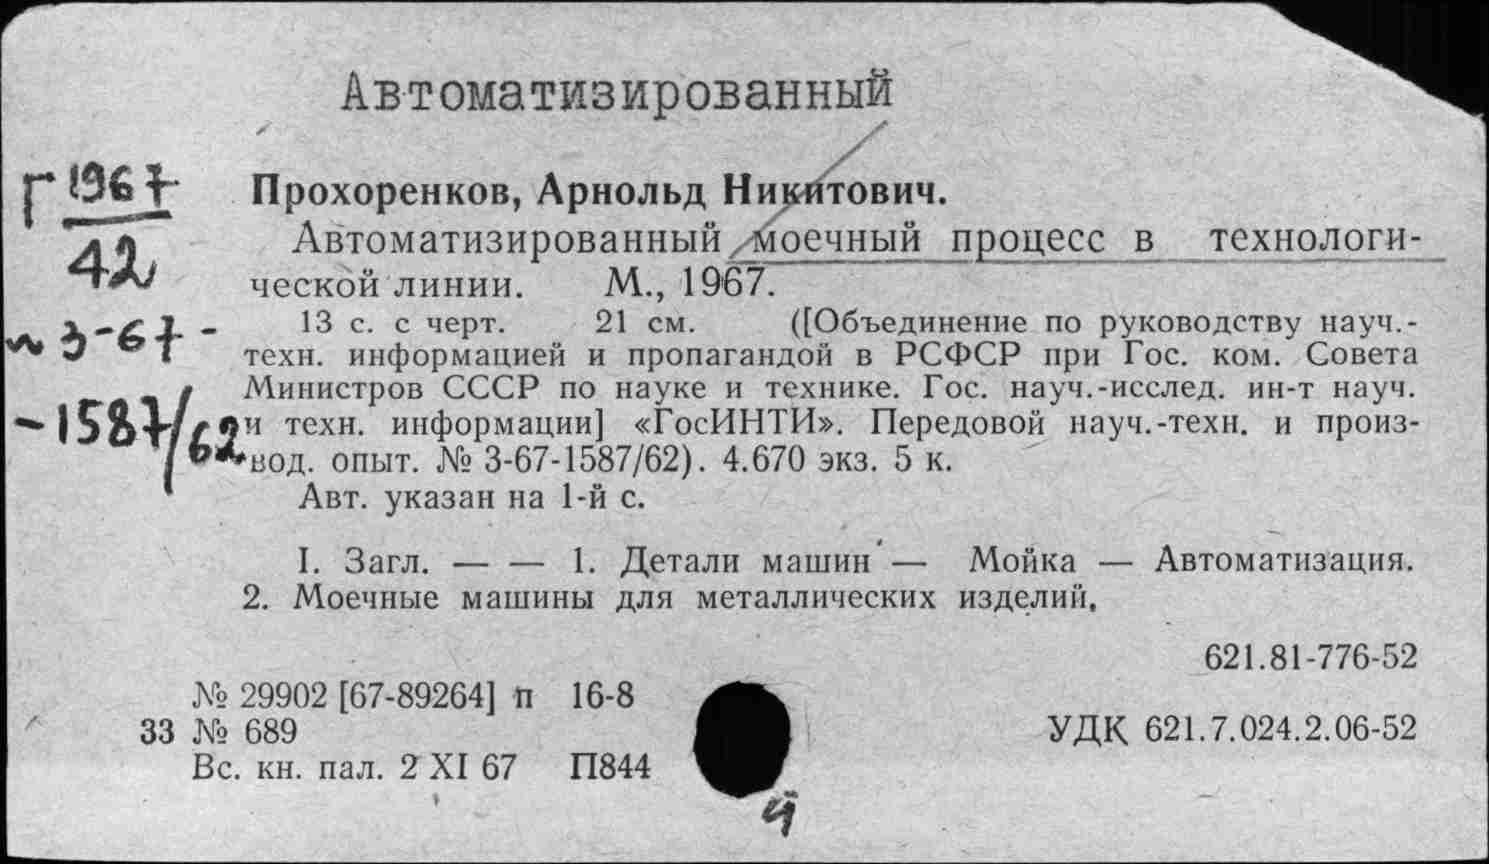 Автоматизированный
Г 1967
42
Прохоренков, Арнольд Никитович.
Автоматизированный моечный процесс в технологи-
ческой линии. М., 1967.
13 с. с черт. 21 см. ([Объединение по руководству науч.-
техн. информацией и пропагандой в РСФСР при Гос. ком. Совета
Министров СССР по науке и технике. Гос. науч.-исслед. ин-т науч.
и техн. информации] «ГосИНТИ». Передовой науч.-техн. и произ-
вод. опыт. № 3-67-1587/62). 4.670 экз. 5 к.
3-67-
-1587/62
Авт. указан на 1-й с.
I. Загл. — — 1. Детали машин — Мойка — Автоматизация.
2. Моечные машины для металлических изделий.
621.81-776-52
№ 29902 [67-89264] п 16-8
33 № 689
УДК 621.7.024.2.06-52
Вс. кн. пал. 2 XI 67 П844